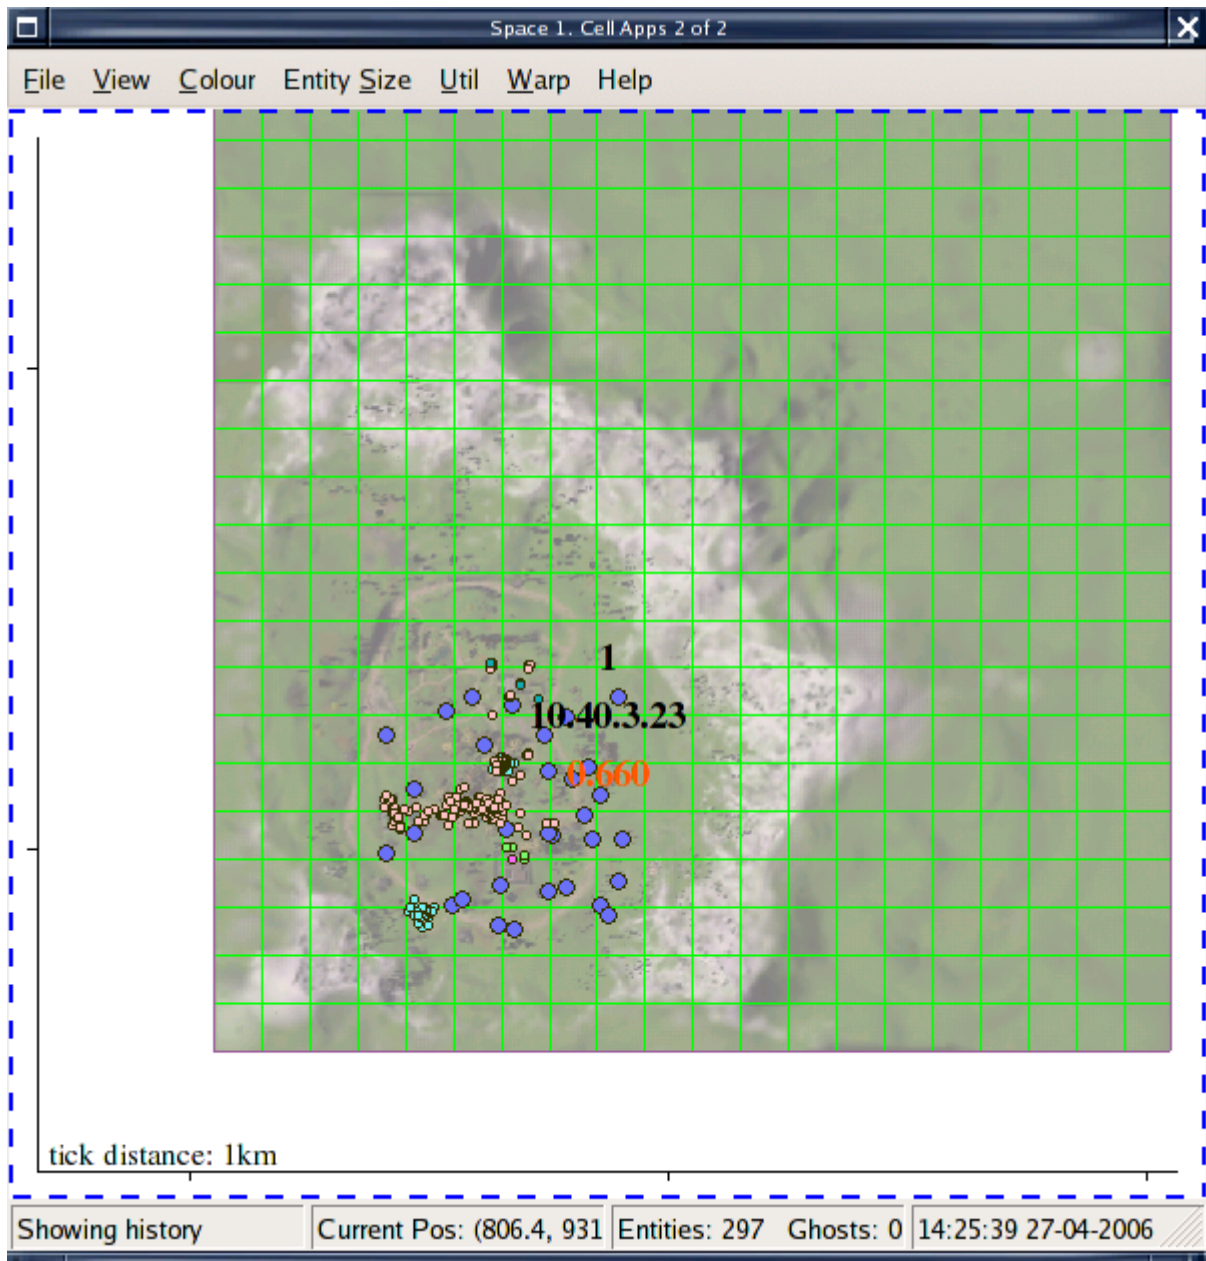 Space 1. Cell Apps 2 of 2
File View Colour Entity Size Util Warp Help
1
10.40.3.23
0.660
tick distance: 1km
Showing history Current Pos: (806.4, 931 Entities: 297 Ghosts: 0 14:25:39 27-04-2006